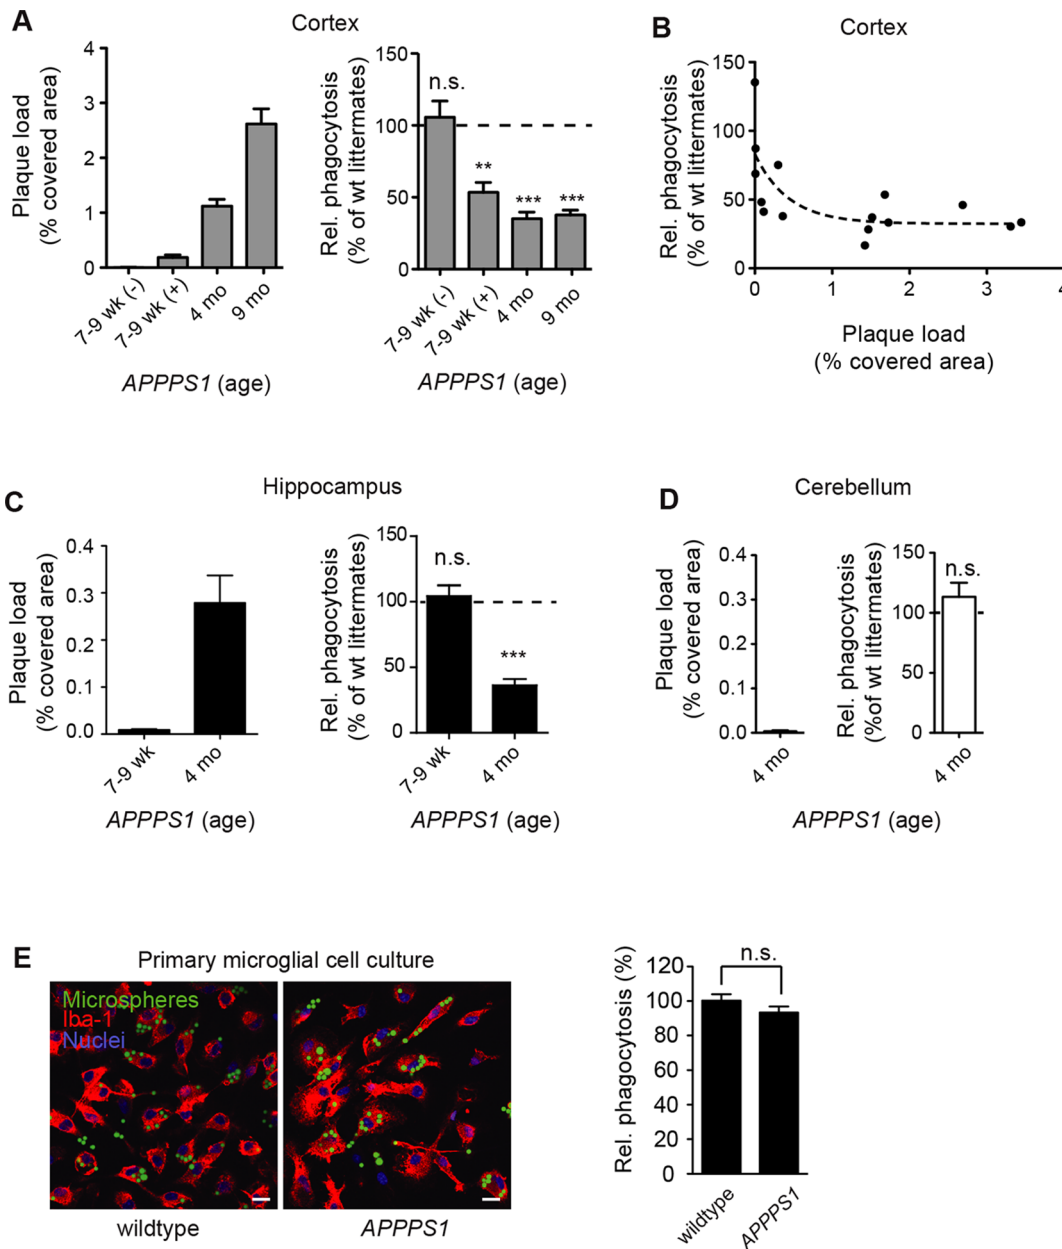 A
Cortex
Plaque load
(% covered area)
4
3
2
1
0
7-9 wk (-)
7-9 wk (+)
4 mo
9 mo
APPPS1 (age)
Rel. phagocytosis
(% of wt littermates)
150
100
50
0
n.s.
**
***
***
7-9 wk (-)
7-9 wk (+)
4 mo
9 mo
APPPS1 (age)
B
Cortex
Rel. phagocytosis
(% of wt littermates)
150
100
50
0
0
1
2
3
4
Plaque load
(% covered area)
C
Hippocampus
Plaque load
(% covered area)
0.4
0.3
0.2
0.1
0.0
7-9 wk
4 mo
APPPS1 (age)
Rel. phagocytosis
(% of wt littermates)
150
100
50
0
n.s.
***
7-9 wk
4 mo
APPPS1 (age)
D
Cerebellum
Plaque load
(% covered area)
0.4
0.3
0.2
0.1
0.0
4 mo
Rel. phagocytosis
(%of wt littermates)
150
100
50
0
n.s.
4 mo
APPPS1 (age)
E
Primary microglial cell culture
Microspheres
Iba-1
Nuclei
wildtype
APPPS1
Rel. phagocytosis (%)
120
100
80
60
40
20
0
n.s.
wildtype
APPPS1